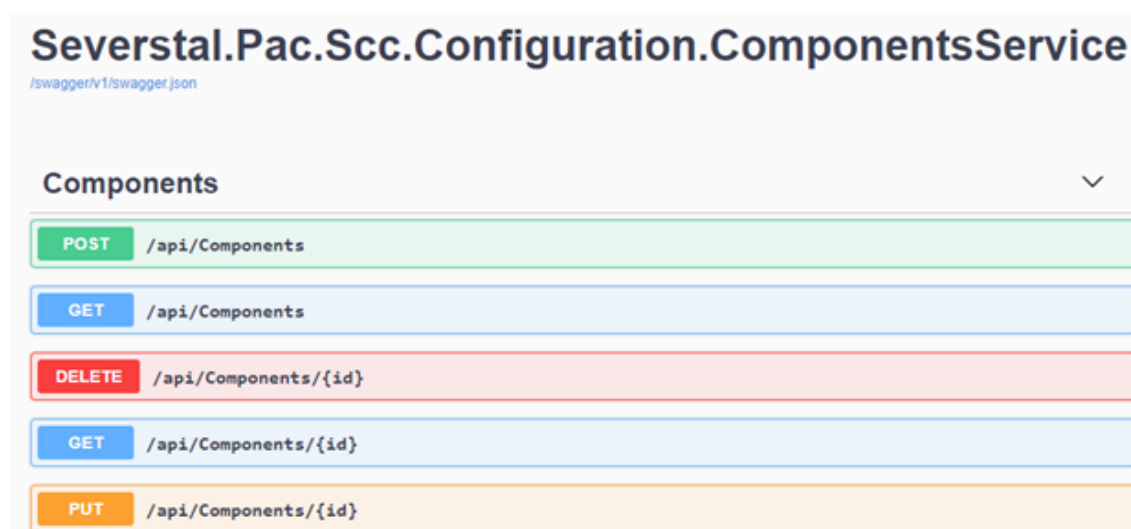 Severstal.Pac.Scc.Configuration.ComponentsService
/swagger/v1/swagger.json
Components
POST /api/Components
GET /api/Components
DELETE /api/Components/{id}
GET /api/Components/{id}
PUT /api/Components/{id}